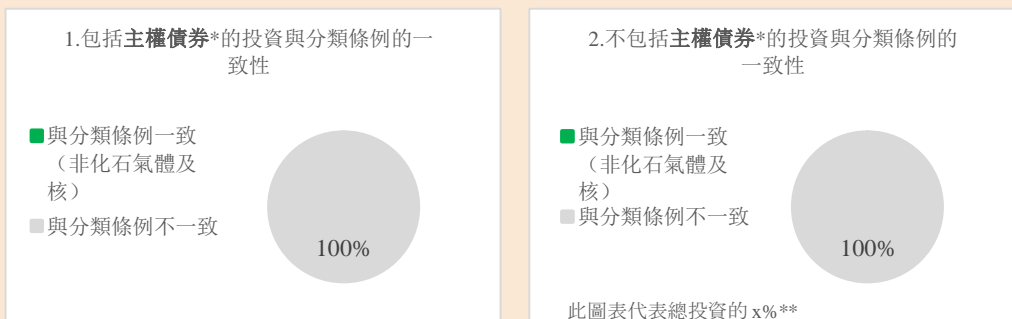 1.包括主權債券*的投資與分類條例的一
致性
與分類條例一致
（非化石氣體及
核）
與分類條例不一致
100%
2.不包括主權債券*的投資與分類條例的
一致性
與分類條例一致
（非化石氣體及
核）
與分類條例不一致
100%
此圖表代表總投資的 x%**